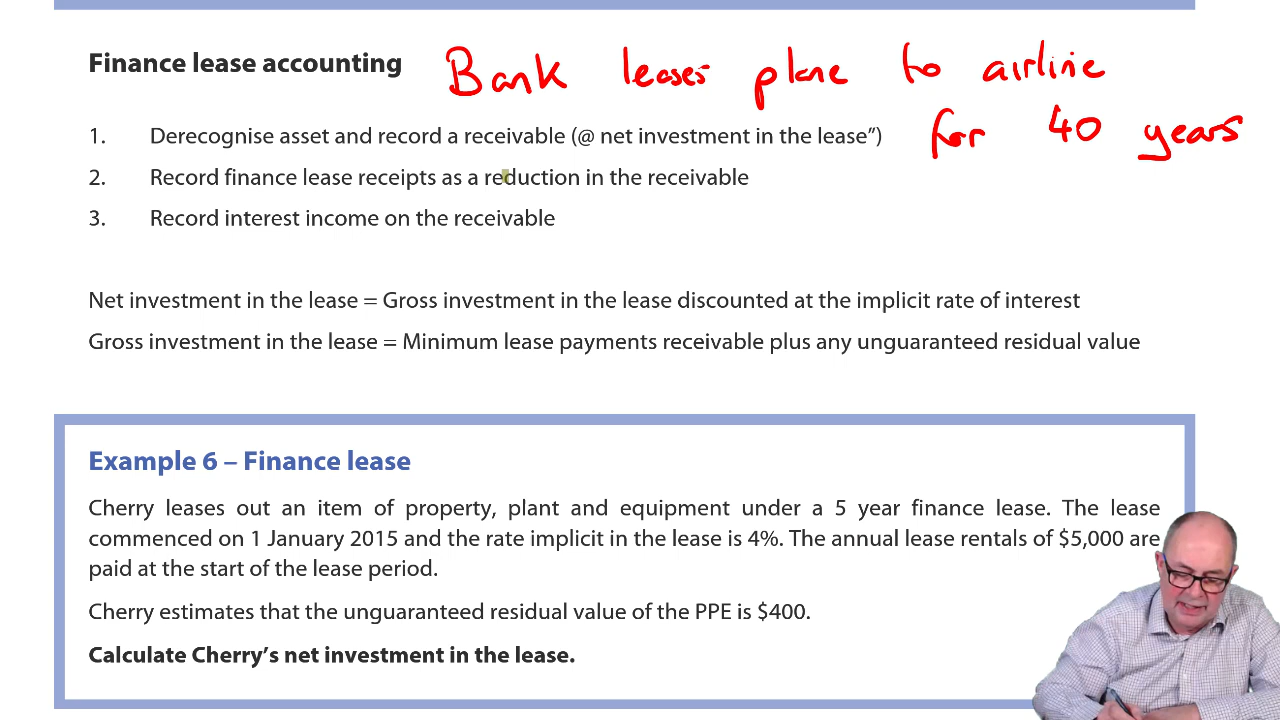 Finance lease accounting
Bank leases plane to airline
for 40 years
1. Derecognise asset and record a receivable (@ net investment in the lease”)
2. Record finance lease receipts as a reduction in the receivable
3. Record interest income on the receivable
Net investment in the lease = Gross investment in the lease discounted at the implicit rate of interest
Gross investment in the lease = Minimum lease payments receivable plus any unguaranteed residual value
Example 6 – Finance lease
Cherry leases out an item of property, plant and equipment under a 5 year finance lease. The lease
commenced on 1 January 2015 and the rate implicit in the lease is 4%. The annual lease rentals of $5,000 are
paid at the start of the lease period.
Cherry estimates that the unguaranteed residual value of the PPE is $400.
Calculate Cherry’s net investment in the lease.